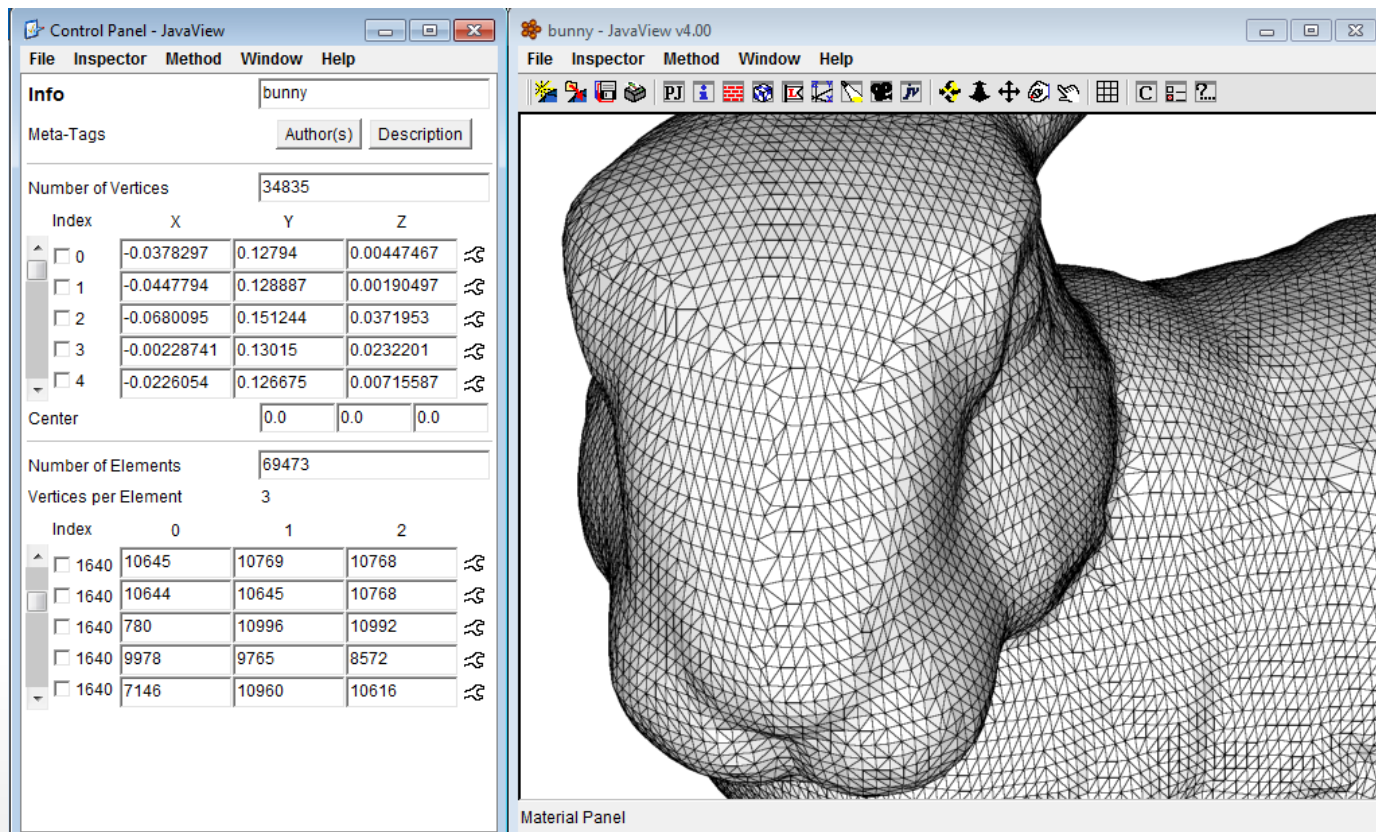 Control Panel - JavaView
File Inspector Method Window Help
Info bunny
Meta-Tags Author(s) Description
Number of Vertices 34835
Index X Y Z
0 -0.0378297 0.12794 0.00447467
1 -0.0447794 0.128887 0.00190497
2 -0.0680095 0.151244 0.0371953
3 -0.00228741 0.13015 0.0232201
4 -0.0226054 0.126675 0.00715587
Center 0.0 0.0 0.0
Number of Elements 69473
Vertices per Element 3
Index 0 1 2
1640 10645 10769 10768
1640 10644 10645 10768
1640 780 10996 10992
1640 9978 9765 8572
1640 7146 10960 10616
bunny - JavaView v4.00
File Inspector Method Window Help
PJ i jv C ?...
Material Panel